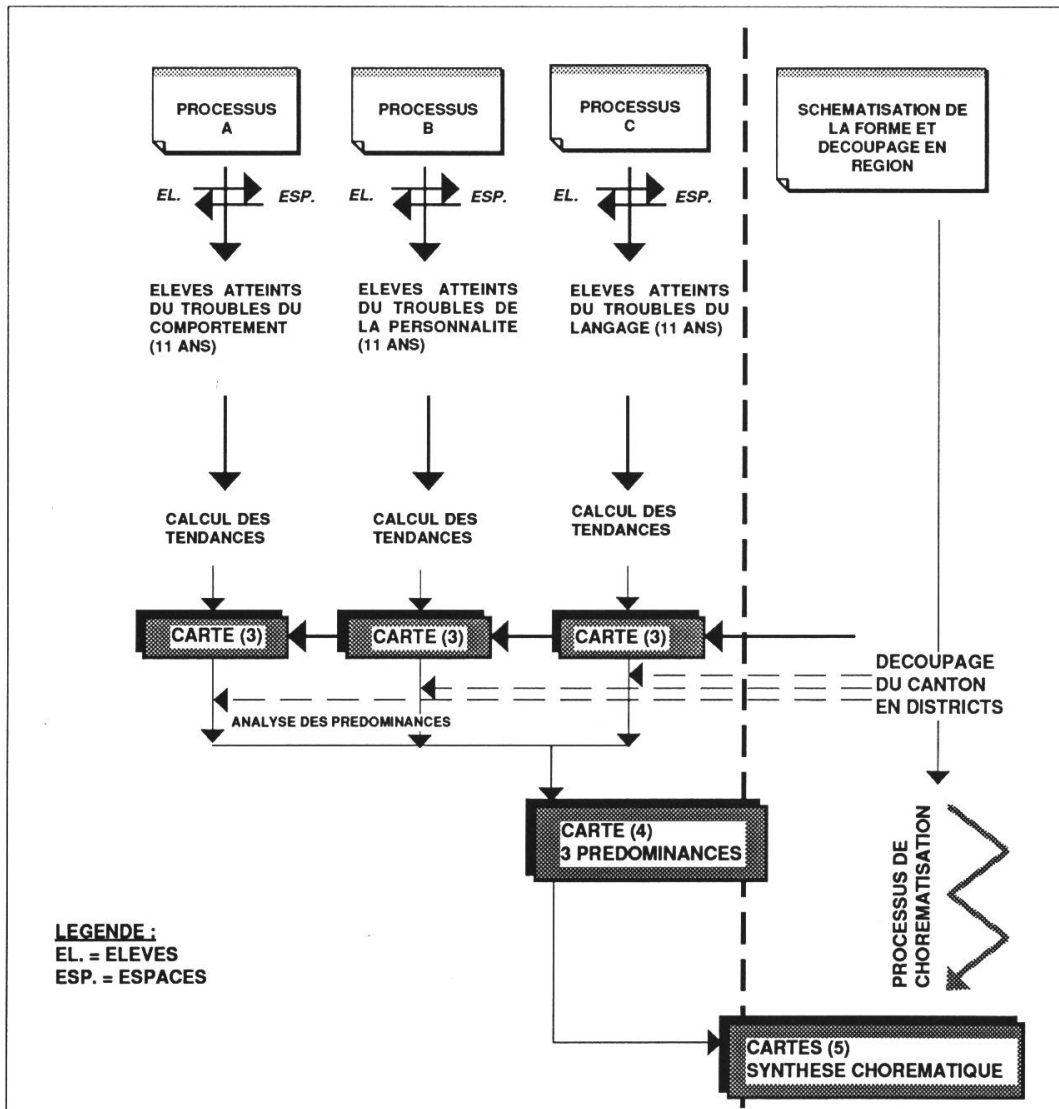 PROCESSUS
A
PROCESSUS
B
PROCESSUS
C
SCHEMATISATION DE
LA FORME ET
DECOUPAGE EN
REGION
EL. ESP.
EL. ESP.
EL. ESP.
ELEVES ATTEINTS
DU TROUBLES DU
COMPORTEMENT
(11 ANS)
ELEVES ATTEINTS
DU TROUBLES DE
LA PERSONNALITE
(11 ANS)
ELEVES ATTEINTS
DU TROUBLES DU
LANGAGE (11 ANS)
CALCUL DES
TENDANCES
CALCUL DES
TENDANCES
CALCUL DES
TENDANCES
CARTE (3)
CARTE (3)
CARTE (3)
DECOUPAGE
DU CANTON
EN DISTRICTS
ANALYSE DES PREDOMINANCES
CARTE (4)
3 PREDOMINANCES
PROCESSUS DE
CHOREMATISATION
LEGENDE :
EL. = ELEVES
ESP. = ESPACES
CARTES (5)
SYNTHESE CHOREMATIQUE